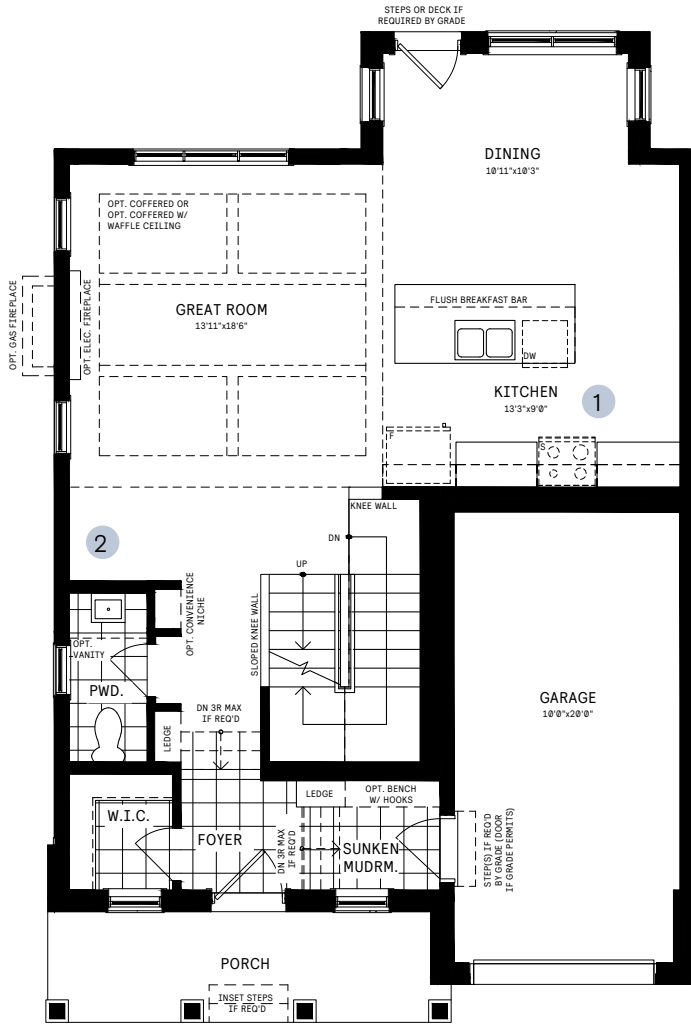 STEPS OR DECK IF
REQUIRED BY GRADE
DINING
10'11"x10'3"
OPT. COFFERED OR
OPT. COFFERED W/
WAFFLE CEILING
GREAT ROOM
13'11"x18'6"
OPT. GAS FIREPLACE
OPT. ELEC. FIREPLACE
FLUSH BREAKFAST BAR
DW
KITCHEN
13'3"x9'0"
1
F
S
KNEE WALL
DN
2
UP
OPT. CONVENIENCE
NICHE
SLOPED KNEE WALL
OPT.
VANITY
PWD.
GARAGE
10'0"x20'0"
DN 3R MAX
IF REQ'D
LEDGE
LEDGE
OPT. BENCH
W/ HOOKS
W.I.C.
FOYER
DN 3R MAX
IF REQ'D
SUNKEN
MUDRM.
STEP(S) IF REQ'D
BY GRADE (DOOR
IF GRADE PERMITS)
PORCH
INSET STEPS
IF REQ'D